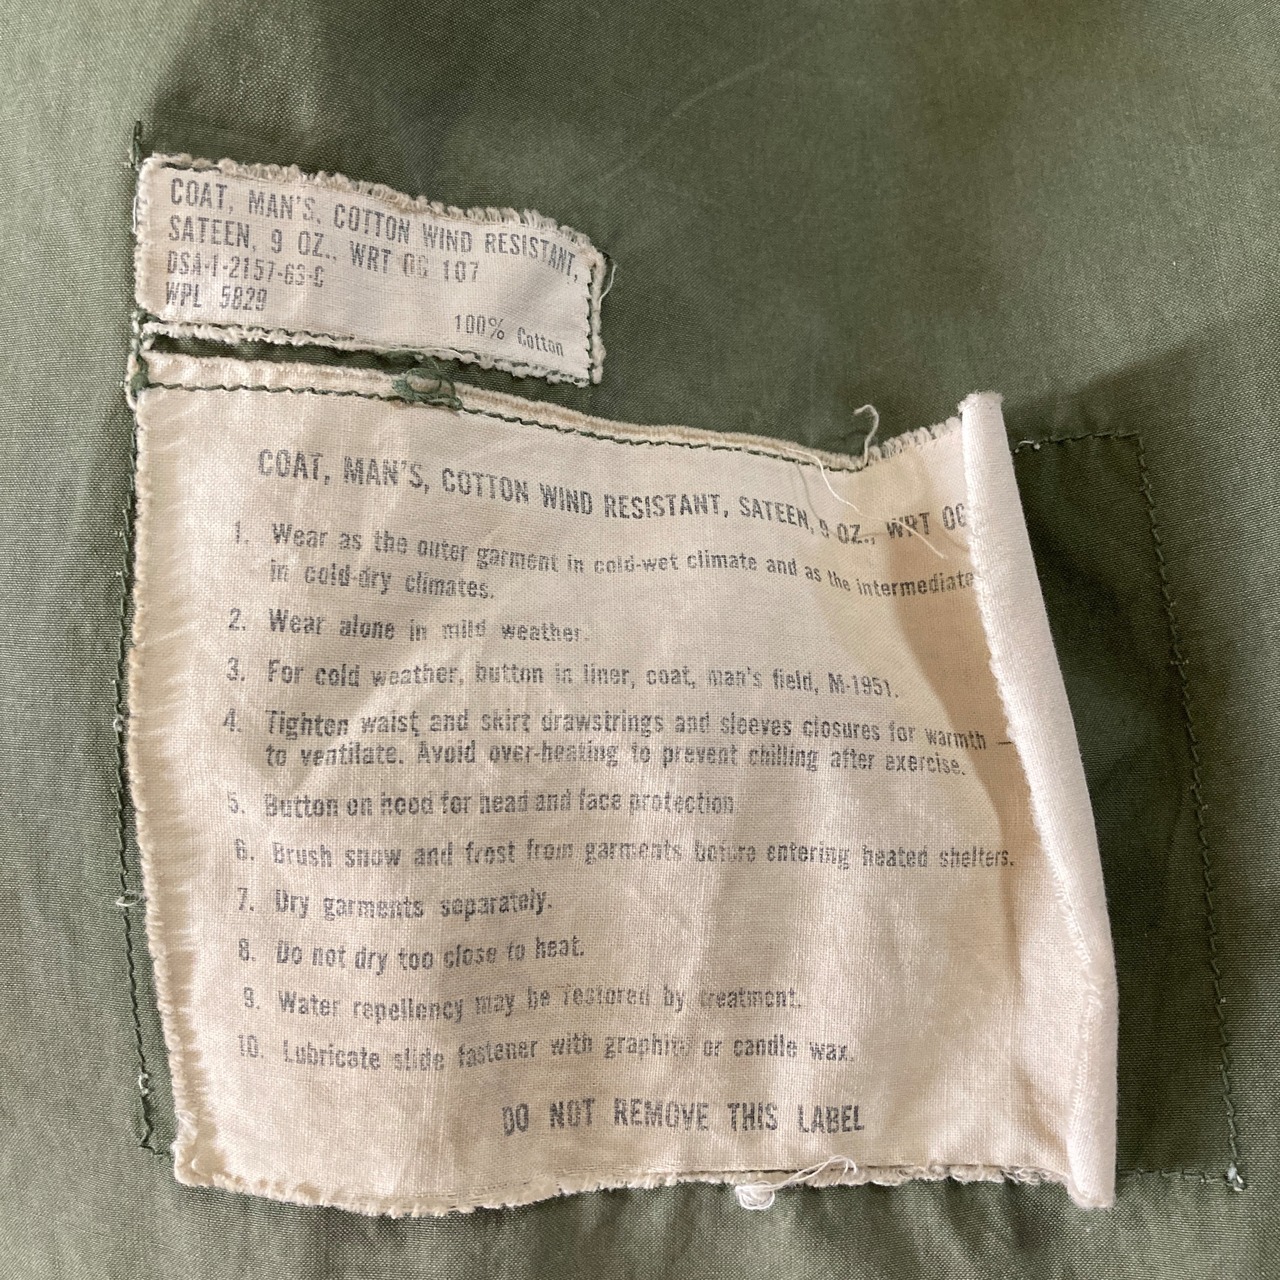 COAT, MAN'S, COTTON WIND RESISTANT,
SATEEN, 9 OZ., WRT OG 107
DSA-1-2157-63-C
WPL 5829
100% Cotton
COAT, MAN'S, COTTON WIND RESISTANT, SATEEN, 9 OZ., WRT OG
1. Wear as the outer garment in cold-wet climate and as the intermediate
in cold-dry climates.
2. Wear alone in mild weather.
3. For cold weather, button in liner, coat, man's field, M-1951.
4. Tighten waist and skirt drawstrings and sleeves closures for warmth —
to ventilate. Avoid over-heating to prevent chilling after exercise.
5. Button on hood for head and face protection
6. Brush snow and frost from garments before entering heated shelters.
7. Dry garments separately.
8. Do not dry too close to heat.
9. Water repellency may be restored by treatment.
10. Lubricate slide fastener with graphite or candle wax.
DO NOT REMOVE THIS LABEL